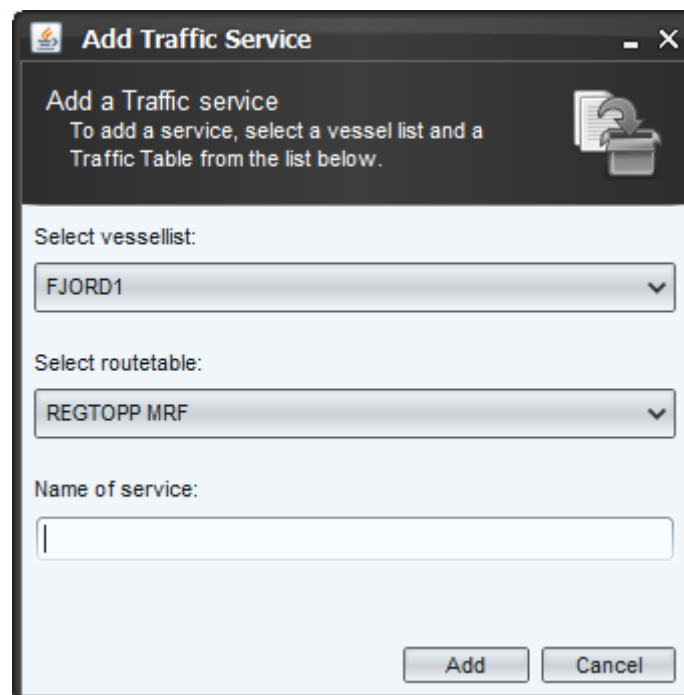 Add Traffic Service
Add a Traffic service
To add a service, select a vessel list and a
Traffic Table from the list below.
Select vessellist:
FJORD1
Select routetable:
REGTOPP MRF
Name of service:
Add Cancel